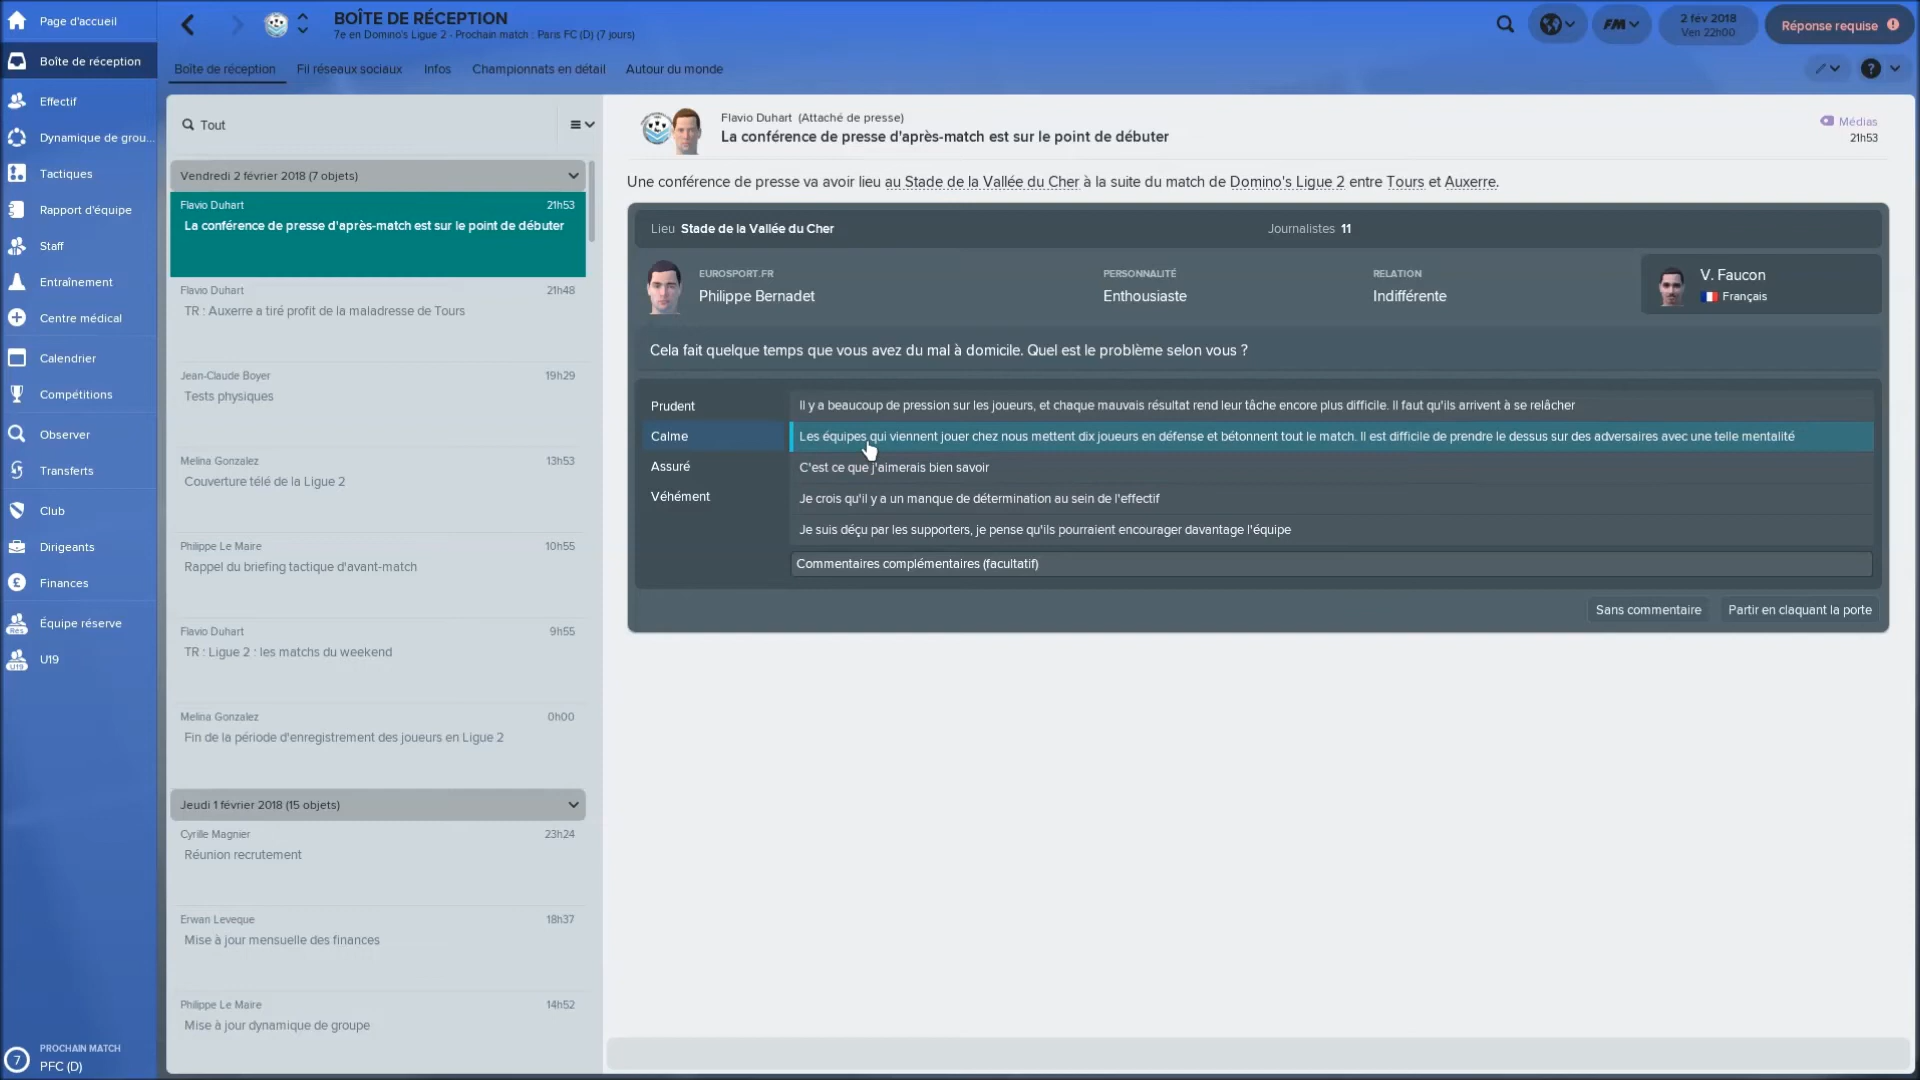 Page d'accueil
Boîte de réception
Effectif
Dynamique de grou...
Tactiques
Rapport d'équipe
Staff
Entraînement
Centre médical
Calendrier
Compétitions
Observer
Transferts
Club
Dirigeants
Finances
Équipe réserve
U19
PROCHAIN MATCH
7
PFC (D)
BOÎTE DE RÉCEPTION
7e en Domino's Ligue 2 - Prochain match : Paris FC (D) (7 jours)
FM
2 fév 2018
Ven 22h00
Réponse requise
Boîte de réception
Fil réseaux sociaux
Infos
Championnats en détail
Autour du monde
Tout
Vendredi 2 février 2018 (7 objets)
Flavio Duhart 21h53
La conférence de presse d'après-match est sur le point de débuter
Flavio Duhart 21h48
TR : Auxerre a tiré profit de la maladresse de Tours
Jean-Claude Boyer 19h29
Tests physiques
Melina Gonzalez 13h53
Couverture télé de la Ligue 2
Philippe Le Maire 10h55
Rappel du briefing tactique d'avant-match
Flavio Duhart 9h55
TR : Ligue 2 : les matchs du weekend
Melina Gonzalez 0h00
Fin de la période d'enregistrement des joueurs en Ligue 2
Jeudi 1 février 2018 (15 objets)
Cyrille Magnier 23h24
Réunion recrutement
Erwan Leveque 18h37
Mise à jour mensuelle des finances
Philippe Le Maire 14h52
Mise à jour dynamique de groupe
Flavio Duhart (Attaché de presse)
La conférence de presse d'après-match est sur le point de débuter
Médias
21h53
Une conférence de presse va avoir lieu au Stade de la Vallée du Cher à la suite du match de Domino's Ligue 2 entre Tours et Auxerre.
Lieu Stade de la Vallée du Cher
Journalistes 11
EUROSPORT.FR
Philippe Bernadet
PERSONNALITÉ
Enthousiaste
RELATION
Indifférente
V. Faucon
Français
Cela fait quelque temps que vous avez du mal à domicile. Quel est le problème selon vous ?
Prudent
Calme
Assuré
Véhément
Il y a beaucoup de pression sur les joueurs, et chaque mauvais résultat rend leur tâche encore plus difficile. Il faut qu'ils arrivent à se relâcher
Les équipes qui viennent jouer chez nous mettent dix joueurs en défense et bétonnent tout le match. Il est difficile de prendre le dessus sur des adversaires avec une telle mentalité
C'est ce que j'aimerais bien savoir
Je crois qu'il y a un manque de détermination au sein de l'effectif
Je suis déçu par les supporters, je pense qu'ils pourraient encourager davantage l'équipe
Commentaires complémentaires (facultatif)
Sans commentaire
Partir en claquant la porte